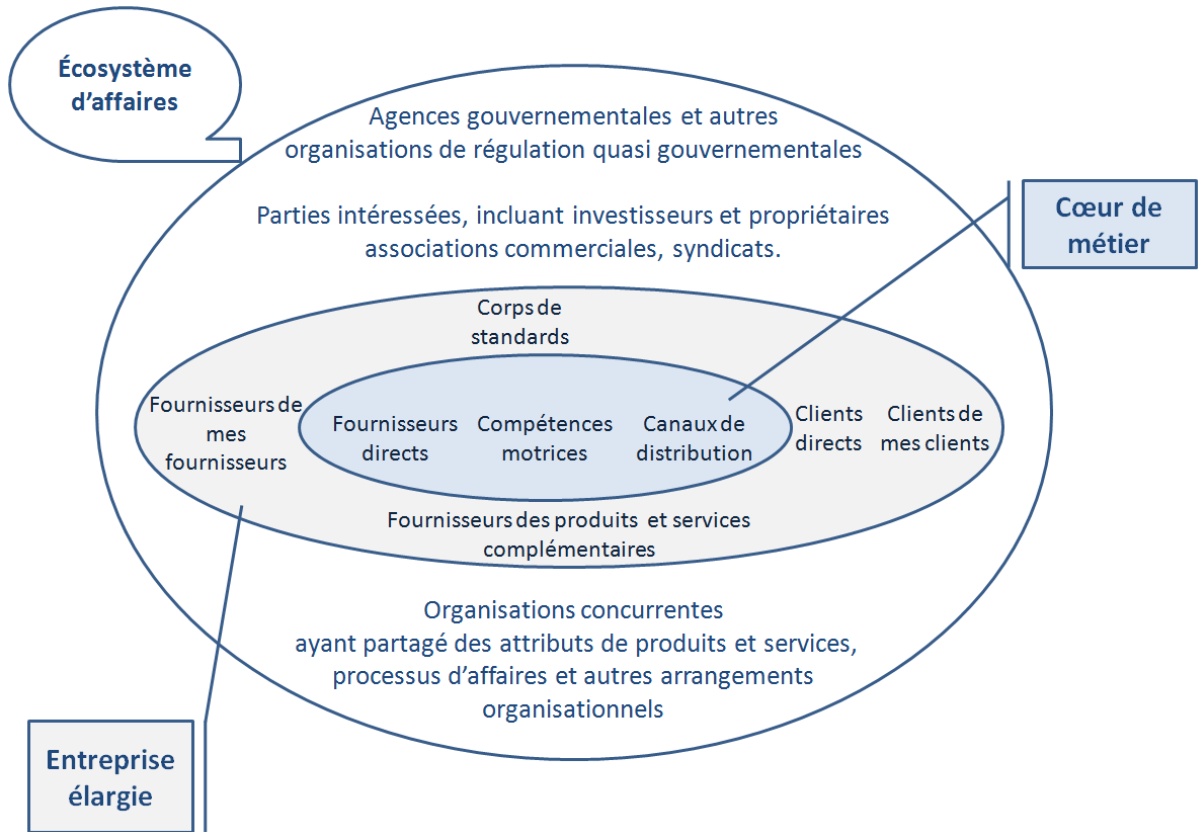 Écosystème
d’affaires
Agences gouvernementales et autres
organisations de régulation quasi gouvernementales
Parties intéressées, incluant investisseurs et propriétaires
associations commerciales, syndicats.
Cœur de
métier
Corps de
standards
Fournisseurs de
mes
fournisseurs
Fournisseurs
directs
Compétences
motrices
Canaux de
distribution
Clients
directs
Clients de
mes clients
Fournisseurs des produits et services
complémentaires
Organisations concurrentes
ayant partagé des attributs de produits et services,
processus d’affaires et autres arrangements
organisationnels
Entreprise
élargie